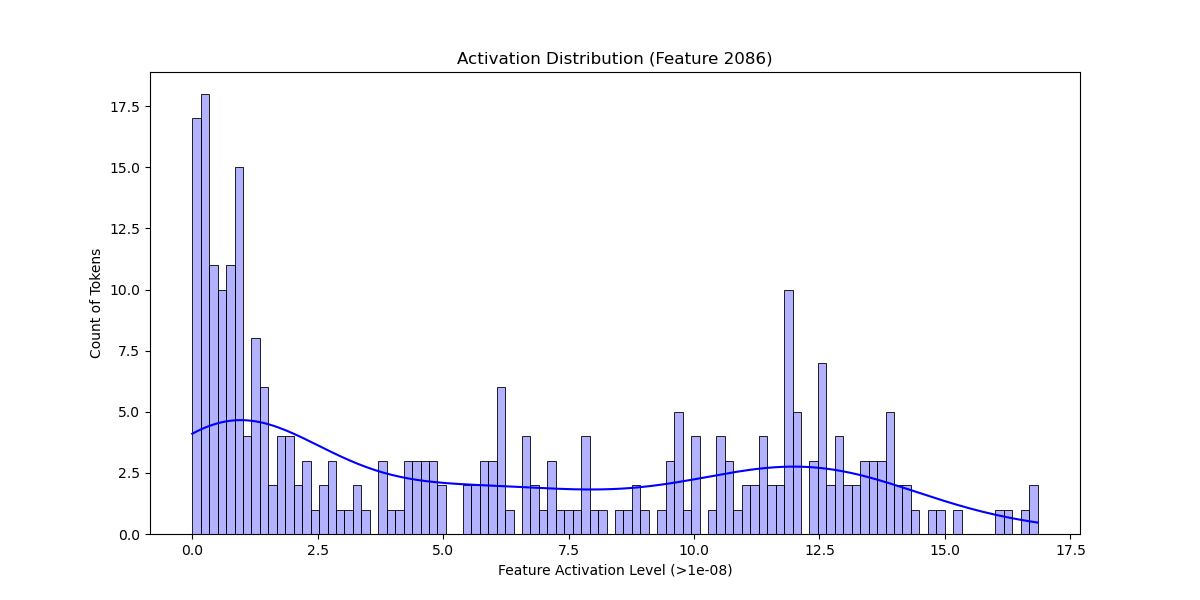 Activation Distribution (Feature 2086)
17.5
15.0
12.5
10.0
7.5
5.0
2.5
0.0
Count of Tokens
0.0 2.5 5.0 7.5 10.0 12.5 15.0 17.5
Feature Activation Level (>1e-08)